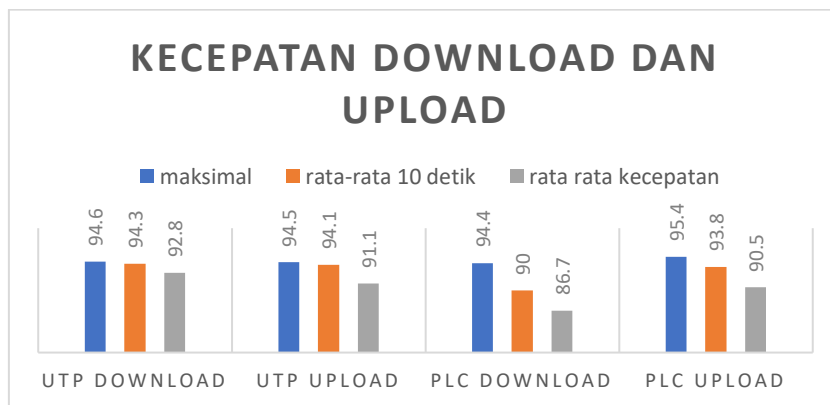 KECEPATAN DOWNLOAD DAN
UPLOAD
maksimal rata-rata 10 detik rata rata kecepatan
94.6 94.3 92.8 94.5 94.1 91.1 94.4 90 86.7 95.4 93.8 90.5
UTP DOWNLOAD UTP UPLOAD PLC DOWNLOAD PLC UPLOAD